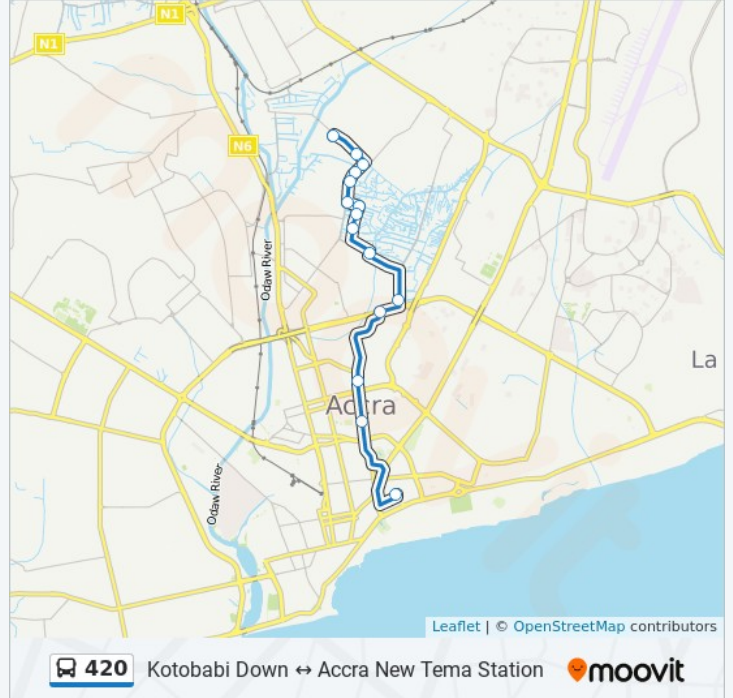 N1
N1
N6
Odaw River
La
Accra
Odaw River
Leaflet | © OpenStreetMap contributors
420 Kotobabi Down ↔ Accra New Tema Station moovit